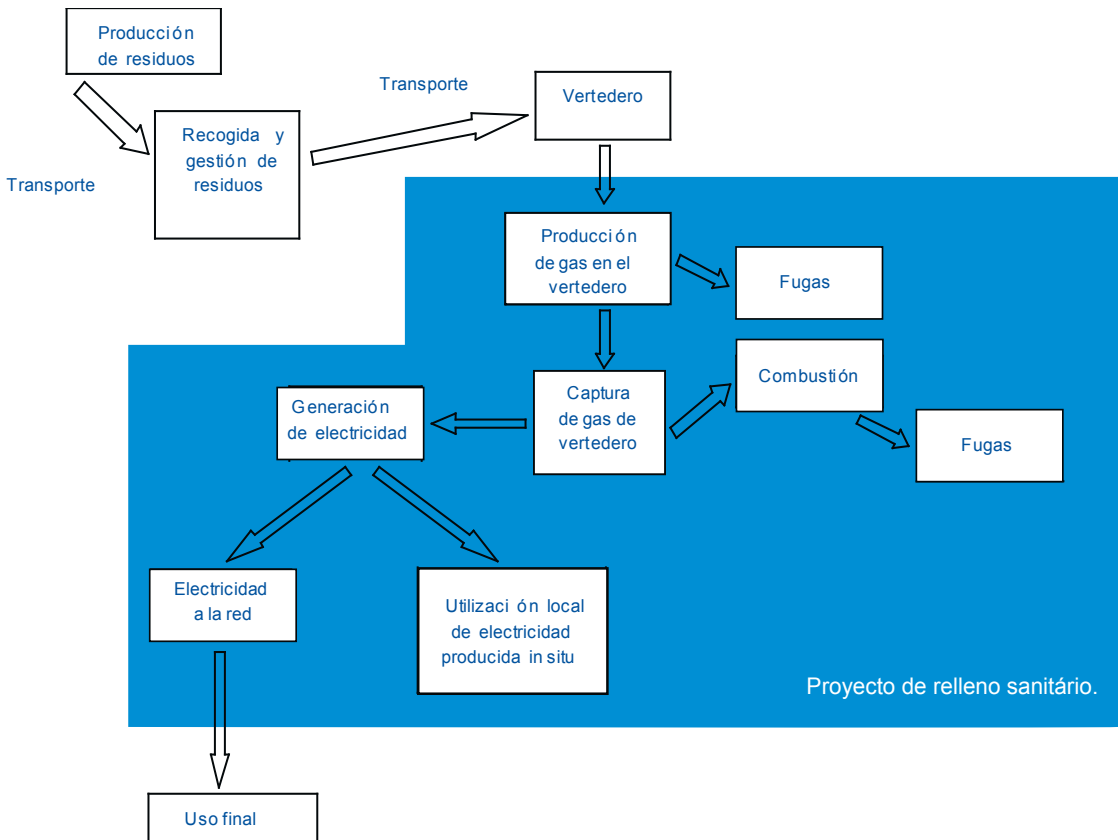 Producción
de residuos
Transporte
Vertedero
Recogida y
gestión de
residuos
Transporte
Producción
de gas en el
vertedero
Fugas
Combustión
Captura
de gas de
vertedero
Generación
de electricidad
Fugas
Electricidad
a la red
Utilizaci ón local
de electricidad
producida in situ
Proyecto de relleno sanitário.
Uso final